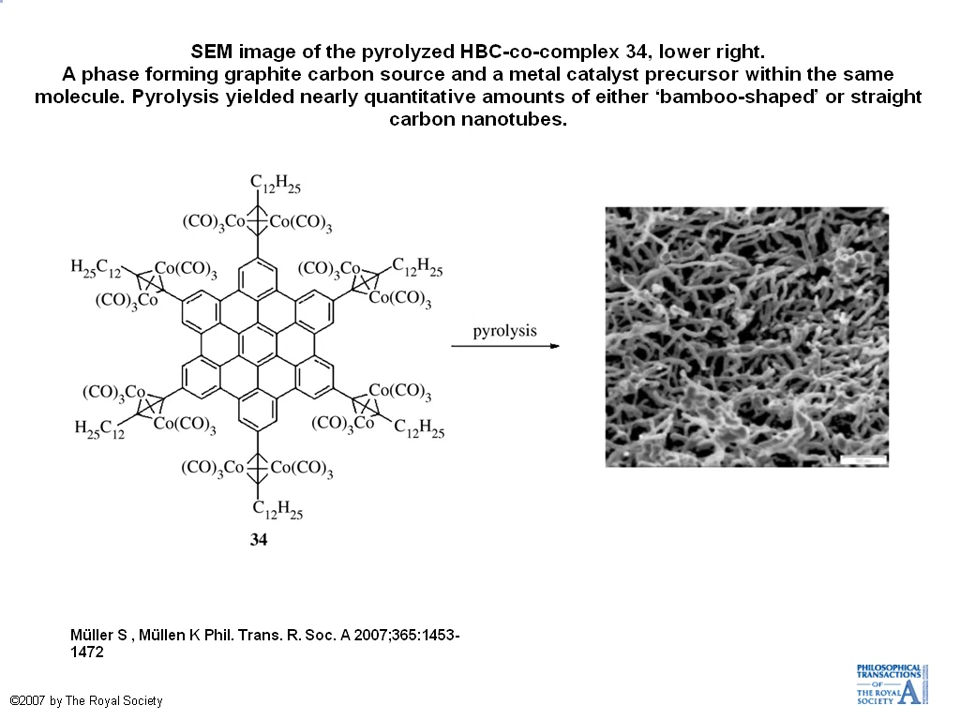 SEM image of the pyrolyzed HBC-co-complex 34, lower right.
A phase forming graphite carbon source and a metal catalyst precursor within the same
molecule. Pyrolysis yielded nearly quantitative amounts of either ‘bamboo-shaped’ or straight
carbon nanotubes.
C12H25
(CO)3Co Co(CO)3
H25C12 Co(CO)3 (CO)3Co C12H25
(CO)3Co Co(CO)3
pyrolysis
(CO)3Co Co(CO)3
H25C12 Co(CO)3 (CO)3Co C12H25
(CO)3Co Co(CO)3
C12H25
34
Müller S , Müllen K Phil. Trans. R. Soc. A 2007;365:1453-
1472
©2007 by The Royal Society
PHILOSOPHICAL
TRANSACTIONS
OF
THE ROYAL
SOCIETY
A